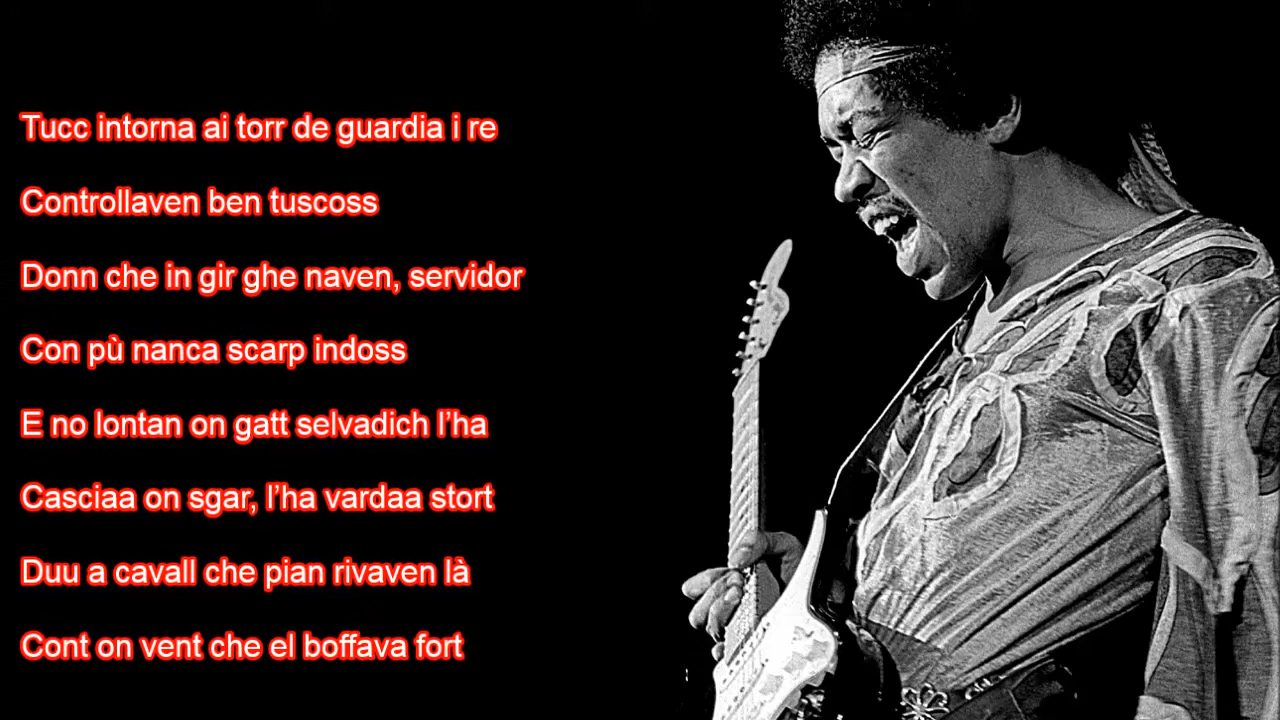 Tucc intorna ai torr de guardia i re
Controllaven ben tuscoss
Donn che in gir ghe naven, servidor
Con pù nanca scarp indoss
E no lontan on gatt selvadich l’ha
Casciaa on sgar, l’ha vardaa stort
Duu a cavall che pian rivaven là
Cont on vent che el boffava fort